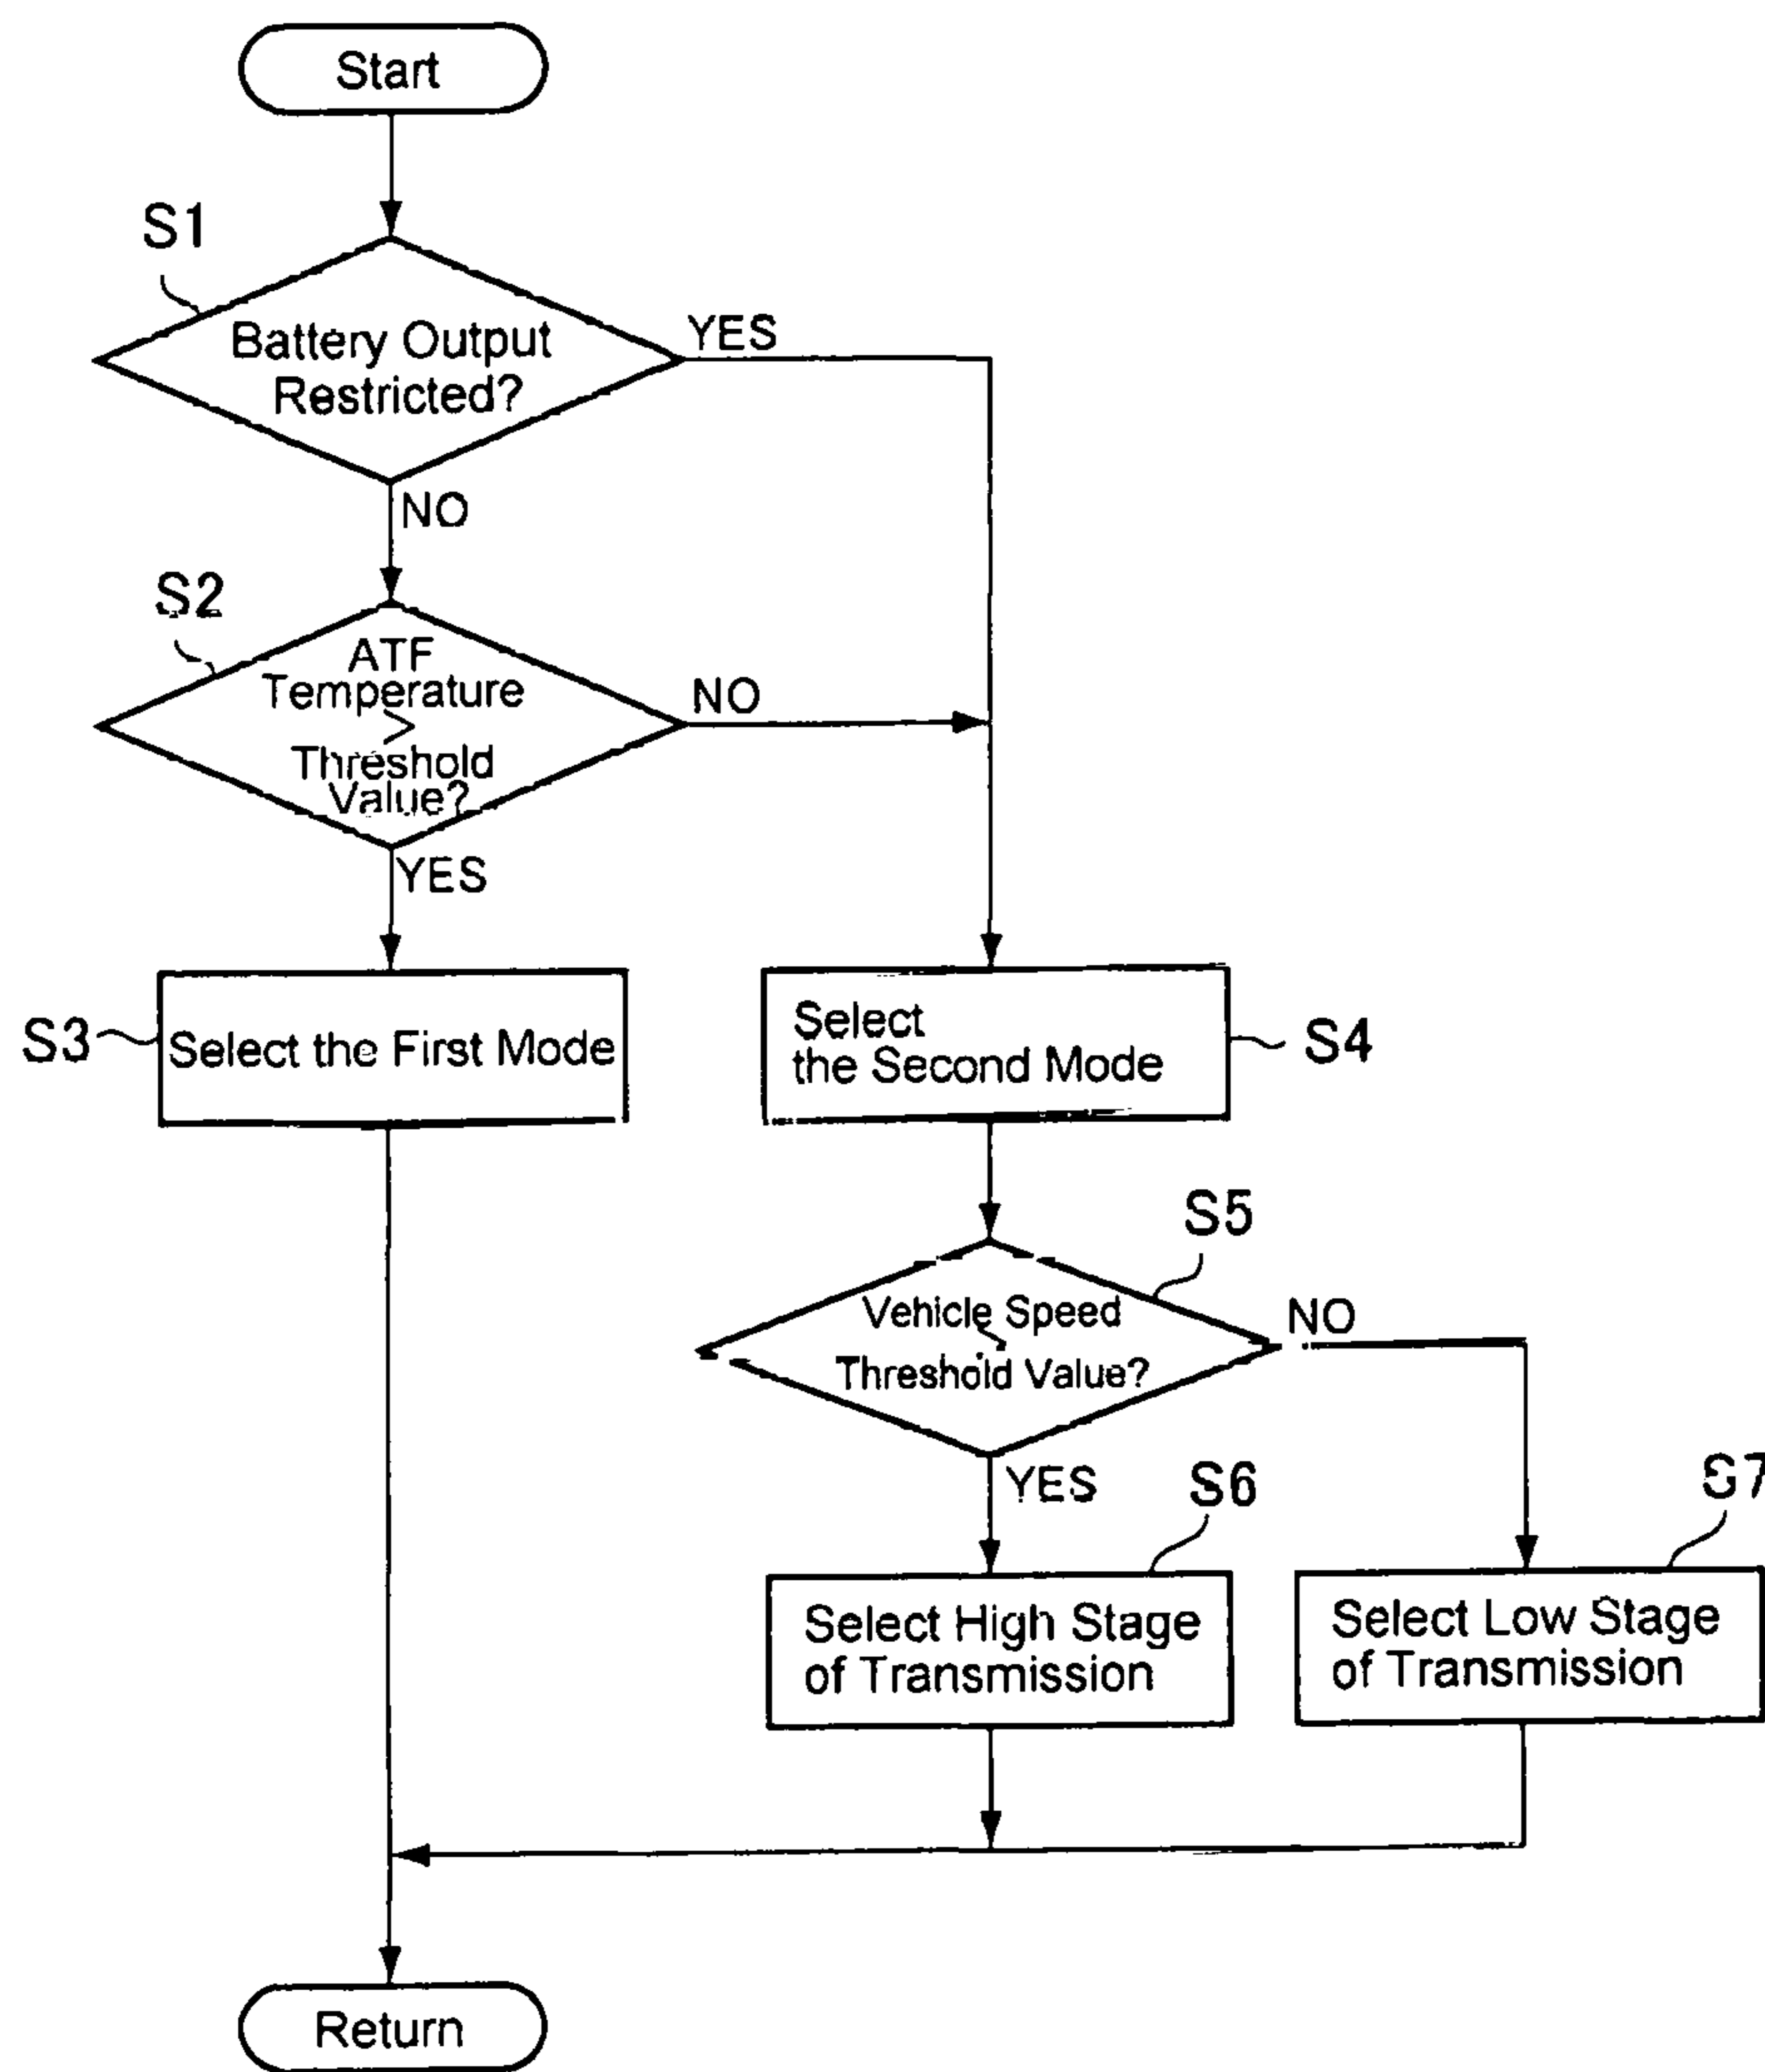 Start
S1
Battery Output
Restricted?
YES
NO
S2
ATF
Temperature
>
Threshold
Value?
NO
YES
S3
Select the First Mode
Select
the Second Mode
S4
S5
Vehicle Speed
Threshold Value?
NO
YES
S6
S7
Select High Stage
of Transmission
Select Low Stage
of Transmission
Return